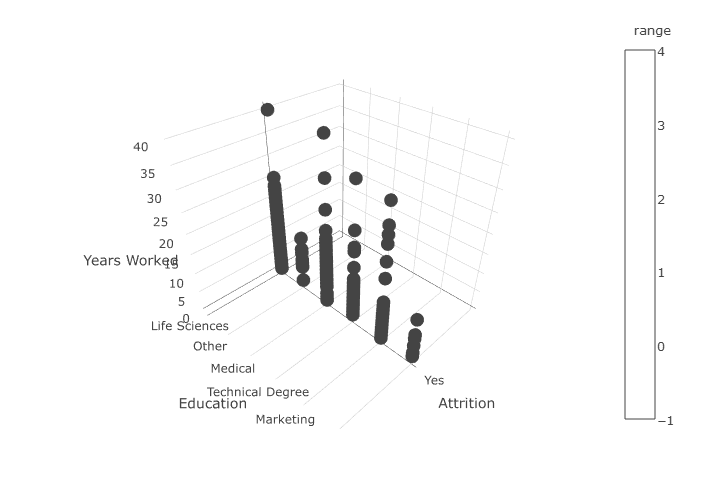 range
4
3
2
1
0
−1
40
35
30
25
20
15
10
5
0
Years Worked
Life Sciences
Other
Medical
Technical Degree
Marketing
Education
Yes
Attrition